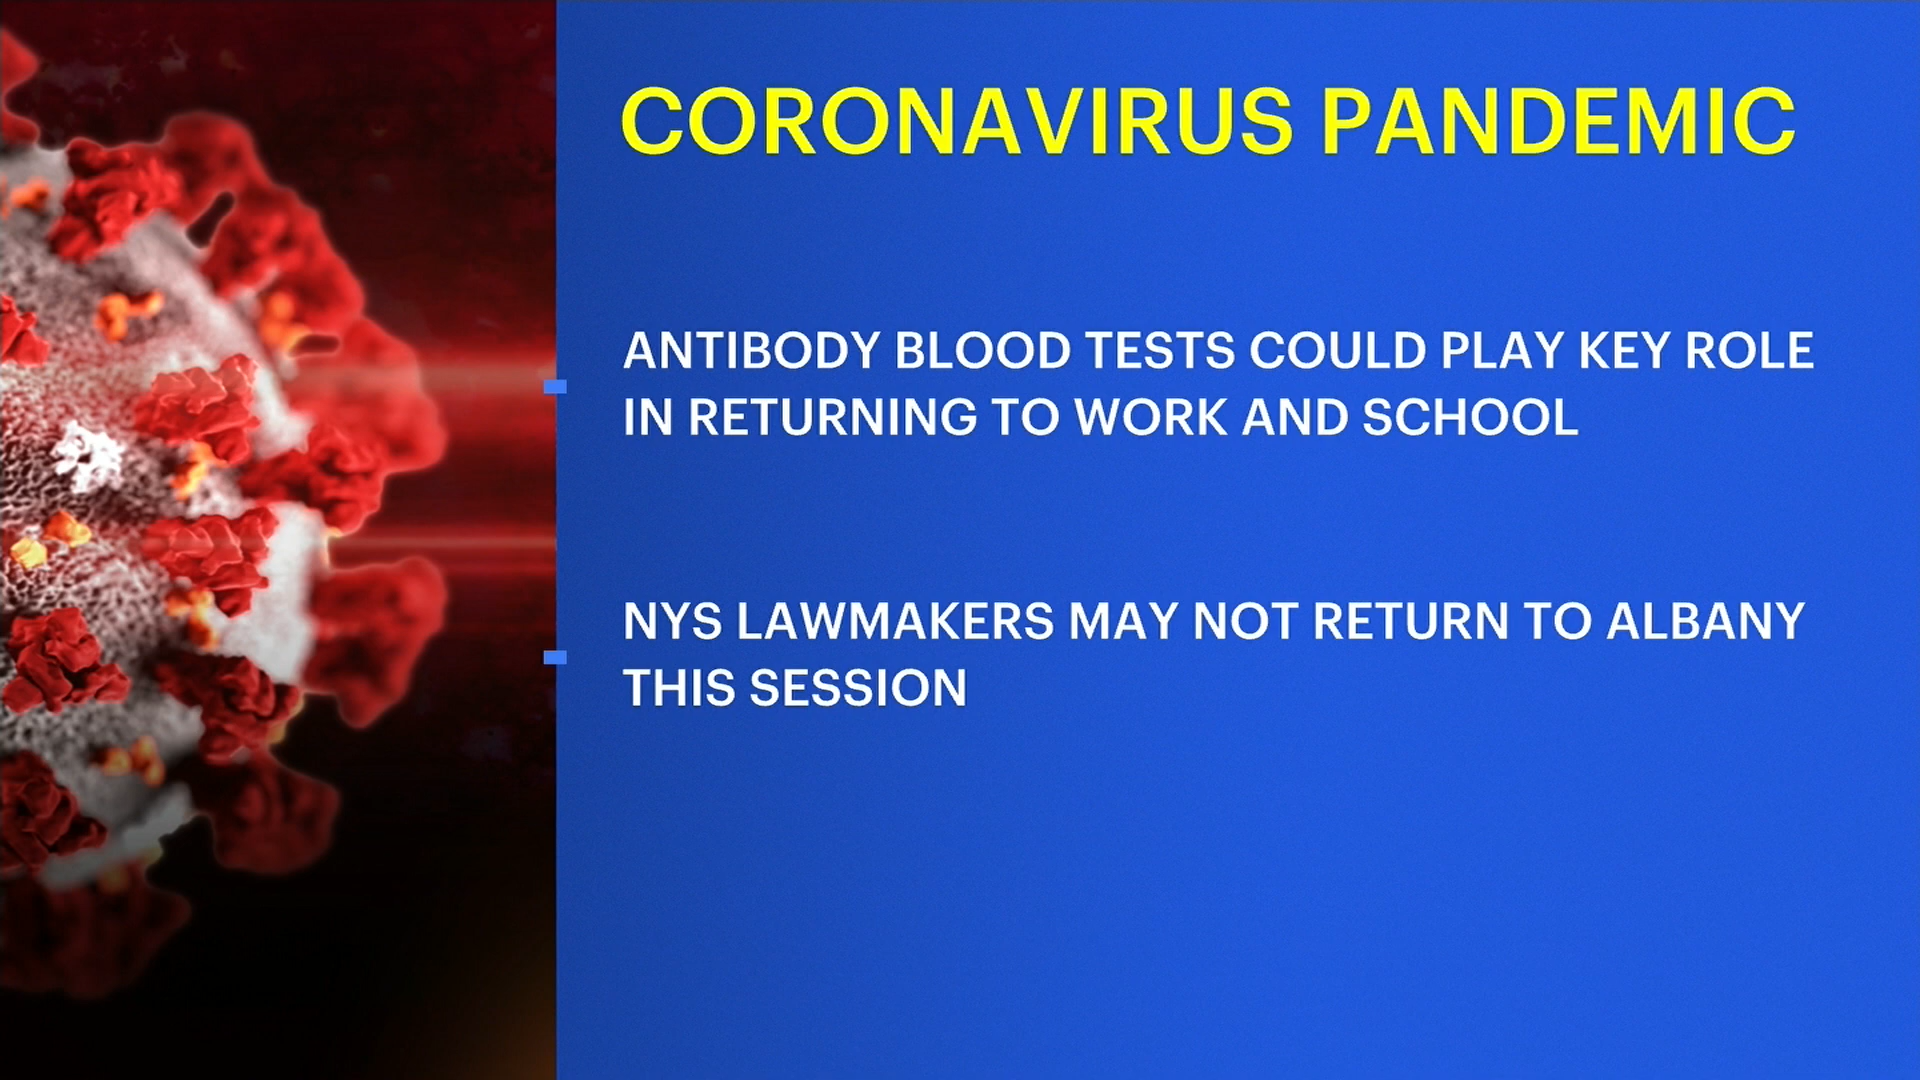 CORONAVIRUS PANDEMIC
ANTIBODY BLOOD TESTS COULD PLAY KEY ROLE
IN RETURNING TO WORK AND SCHOOL
NYS LAWMAKERS MAY NOT RETURN TO ALBANY
THIS SESSION